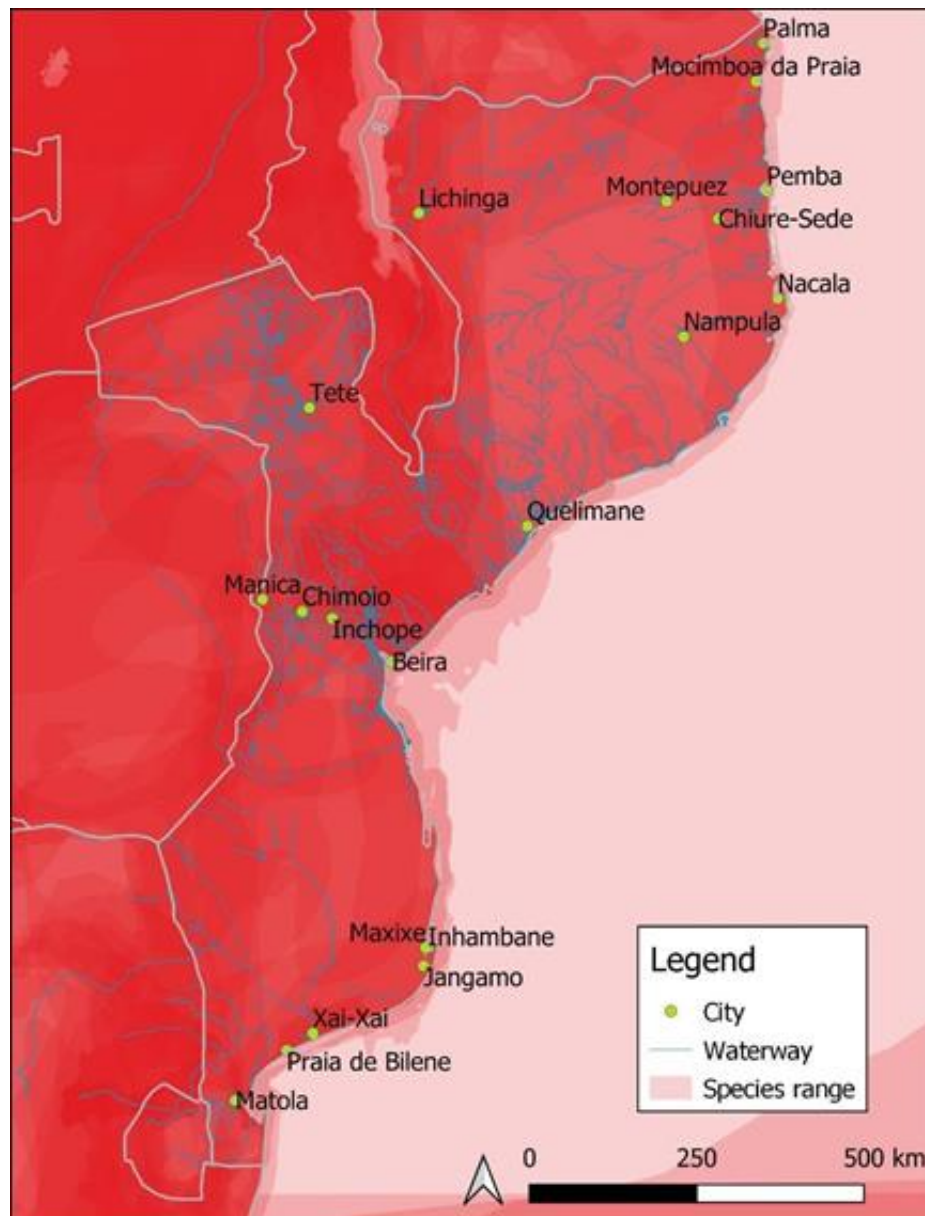 Palma
Mocimboa da Praia
Pemba
Montepuez
Lichinga
Chiure-Sede
Nacala
Nampula
Tete
Quelimane
Manica
Chimoio
Inchope
Beira
Maxixe
Inhambane
Jangamo
Xai-Xai
Praia de Bilene
Matola
Legend
City
Waterway
Species range
0 250 500 km